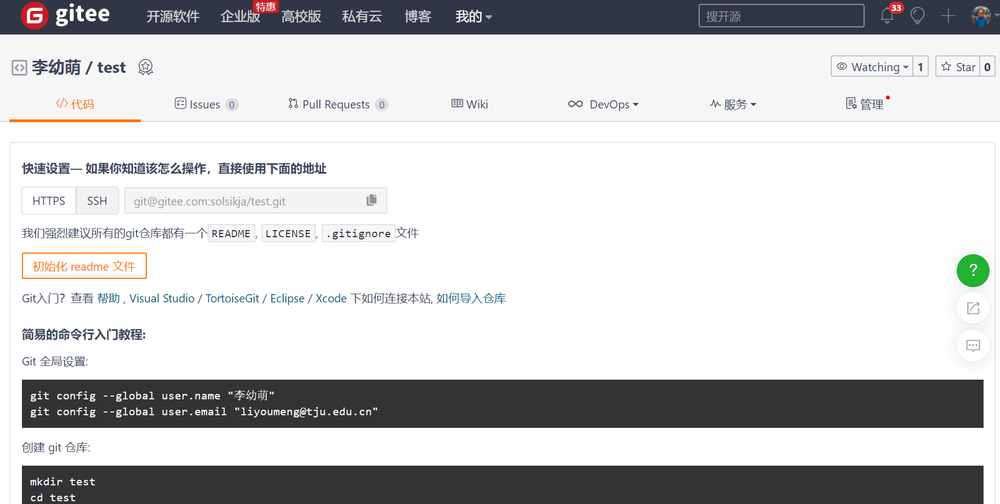 gitee 开源软件 企业版 特惠 高校版 私有云 博客 我的 搜开源 33
李幼萌 / test Watching 1 Star 0
代码 Issues 0 Pull Requests 0 Wiki DevOps 服务 管理
快速设置— 如果你知道该怎么操作，直接使用下面的地址
HTTPS SSH git@gitee.com:solsikja/test.git
我们强烈建议所有的git仓库都有一个 README, LICENSE, .gitignore 文件
初始化 readme 文件
Git入门？查看 帮助 , Visual Studio / TortoiseGit / Eclipse / Xcode 下如何连接本站, 如何导入仓库
简易的命令行入门教程:
Git 全局设置:
git config --global user.name "李幼萌"
git config --global user.email "liyoumeng@tju.edu.cn"
创建 git 仓库:
mkdir test
cd test